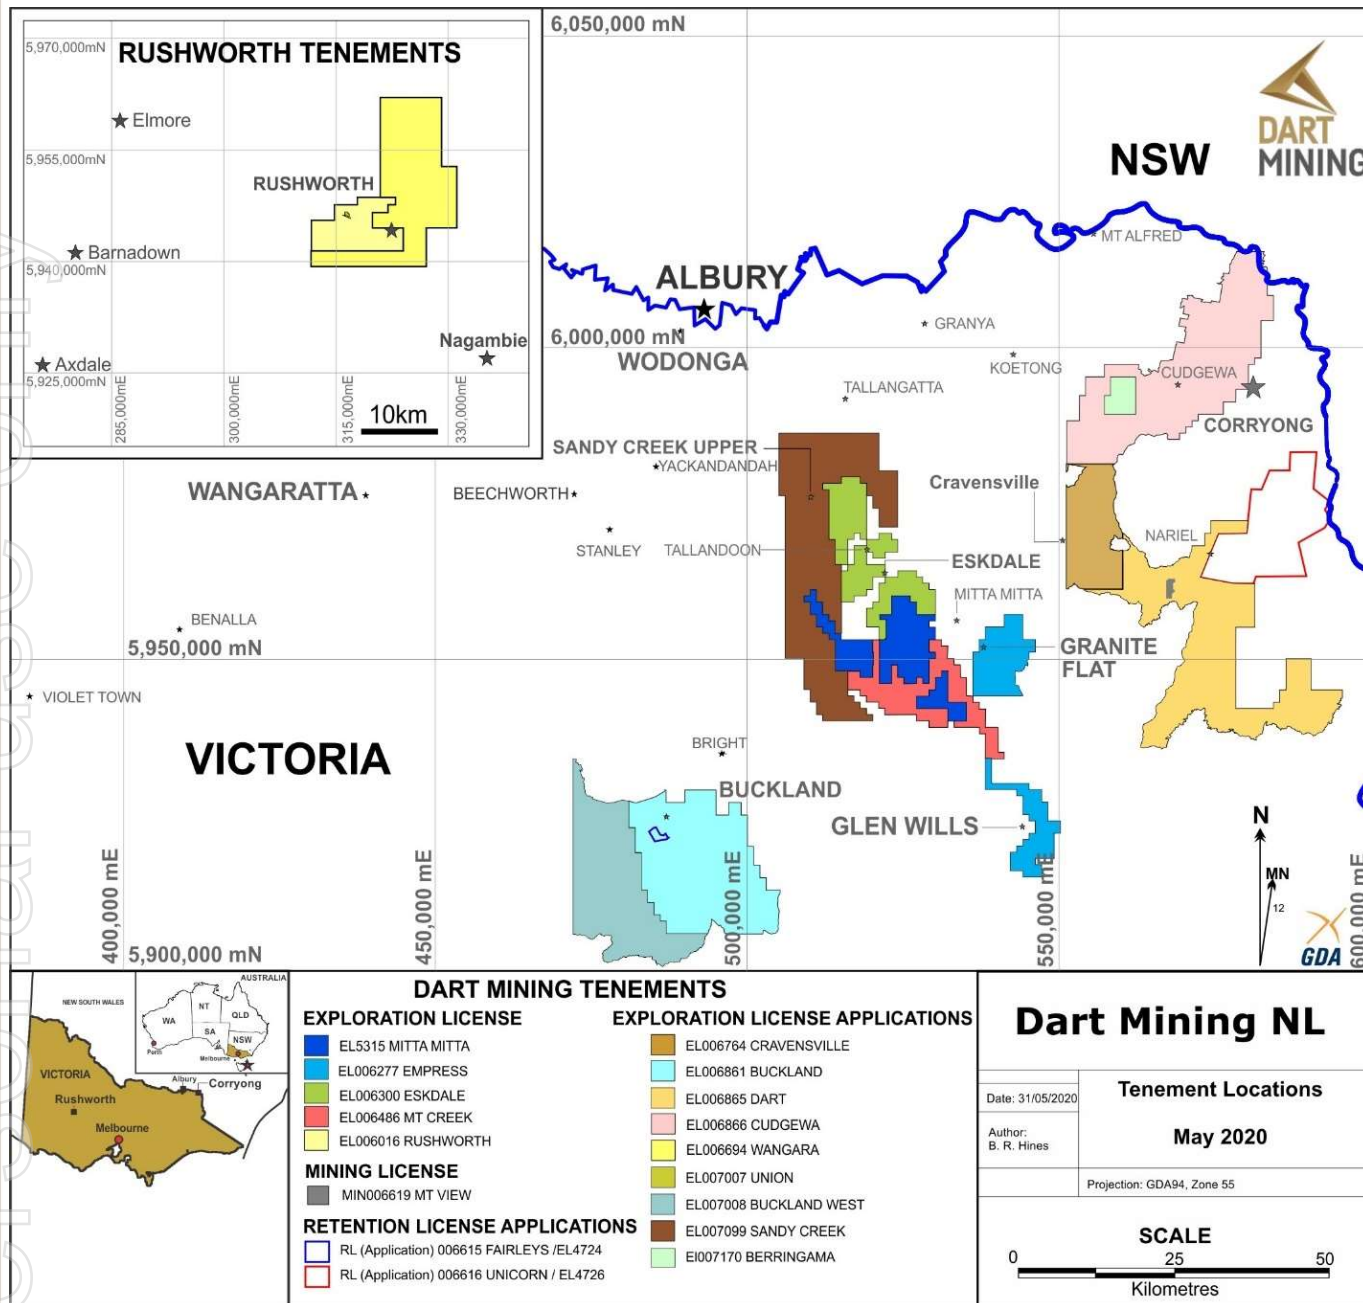 RUSHWORTH TENEMENTS
5,970,000mN
Elmore
5,955,000mN
RUSHWORTH
Barnadown
5,940,000mN
Nagambie
Axdale
5,925,000mN
285,000mE
300,000mE
315,000mE
330,000mE
10km
6,050,000 mN
DART
MINING
NSW
MT ALFRED
ALBURY
GRANYA
6,000,000 mN
WODONGA
KOETONG
CUDGEWA
TALLANGATTA
CORRYONG
SANDY CREEK UPPER
YACKANDANDAH
WANGARATTA
BEECHWORTH
Cravensville
STANLEY
TALLANDOON
NARIEL
ESKDALE
MITTA MITTA
BENALLA
5,950,000 mN
GRANITE
FLAT
VIOLET TOWN
VICTORIA
BRIGHT
BUCKLAND
GLEN WILLS
N
MN
12
GDA
400,000 mE
450,000 mE
500,000 mE
550,000 mE
600,000 mE
5,900,000 mN
NEW SOUTH WALES
AUSTRALIA
NT
WA
QLD
SA
NSW
Perth
Melbourne
VICTORIA
Albury
Corryong
Rushworth
Melbourne
DART MINING TENEMENTS
EXPLORATION LICENSE
EL5315 MITTA MITTA
EL006277 EMPRESS
EL006300 ESKDALE
EL006486 MT CREEK
EL006016 RUSHWORTH
MINING LICENSE
MIN006619 MT VIEW
RETENTION LICENSE APPLICATIONS
RL (Application) 006615 FAIRLEYS /EL4724
RL (Application) 006616 UNICORN / EL4726
EXPLORATION LICENSE APPLICATIONS
EL006764 CRAVENSVILLE
EL006861 BUCKLAND
EL006865 DART
EL006866 CUDGEWA
EL006694 WANGARA
EL007007 UNION
EL007008 BUCKLAND WEST
EL007099 SANDY CREEK
El007170 BERRINGAMA
Dart Mining NL
Date: 31/05/2020
Tenement Locations
Author:
B. R. Hines
May 2020
Projection: GDA94, Zone 55
SCALE
0 25 50
Kilometres